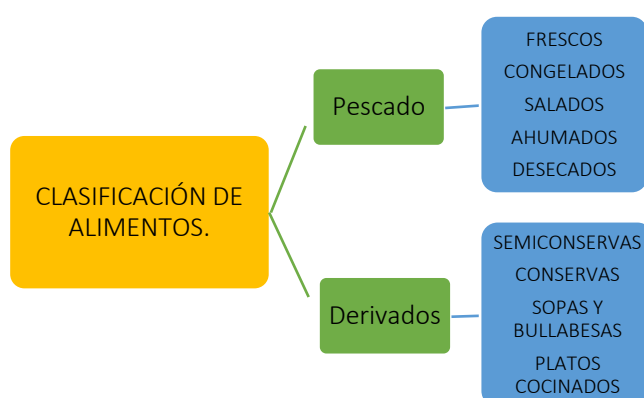 CLASIFICACIÓN DE
ALIMENTOS.
Pescado
FRESCOS
CONGELADOS
SALADOS
AHUMADOS
DESECADOS
Derivados
SEMICONSERVAS
CONSERVAS
SOPAS Y
BULLABESAS
PLATOS
COCINADOS